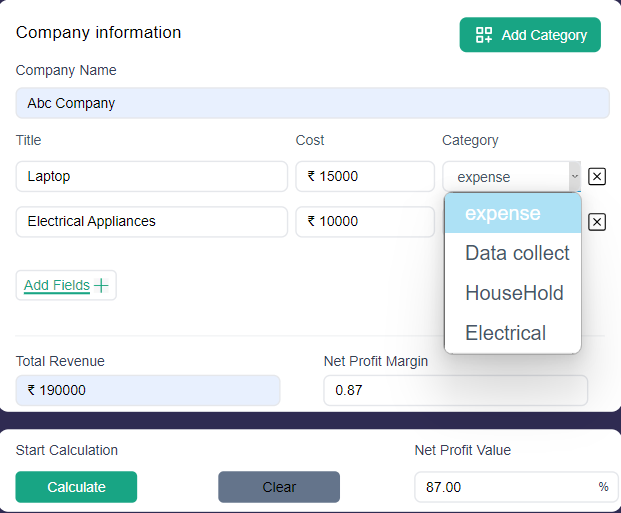 Company information
Add Category
Company Name
Abc Company
Title Cost Category
Laptop ₹ 15000 expense
Electrical Appliances ₹ 10000
expense
Data collect
HouseHold
Electrical
Add Fields
Total Revenue Net Profit Margin
₹ 190000 0.87
Start Calculation Net Profit Value
Calculate Clear 87.00 %